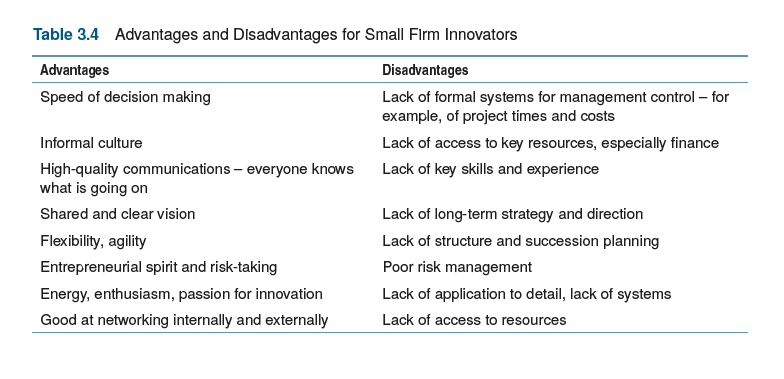 Table 3.4 Advantages and Disadvantages for Small Firm Innovators
Advantages Disadvantages
Speed of decision making Lack of formal systems for management control – for
example, of project times and costs
Informal culture Lack of access to key resources, especially finance
High-quality communications – everyone knows Lack of key skills and experience
what is going on
Shared and clear vision Lack of long-term strategy and direction
Flexibility, agility Lack of structure and succession planning
Entrepreneurial spirit and risk-taking Poor risk management
Energy, enthusiasm, passion for innovation Lack of application to detail, lack of systems
Good at networking internally and externally Lack of access to resources